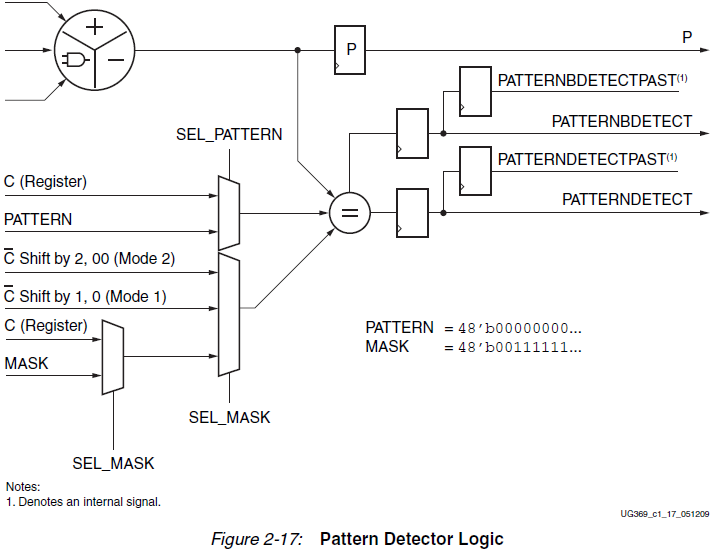 P
P
PATTERNBDETECTPAST(1)
PATTERNBDETECT
SEL_PATTERN
PATTERNDETECTPAST(1)
C (Register)
PATTERNDETECT
PATTERN
=
C̅ Shift by 2, 00 (Mode 2)
C̅ Shift by 1, 0 (Mode 1)
C (Register)
PATTERN = 48'b00000000...
MASK = 48'b00111111...
MASK
SEL_MASK
SEL_MASK
Notes:
1. Denotes an internal signal.
UG369_c1_17_051209
Figure 2-17: Pattern Detector Logic